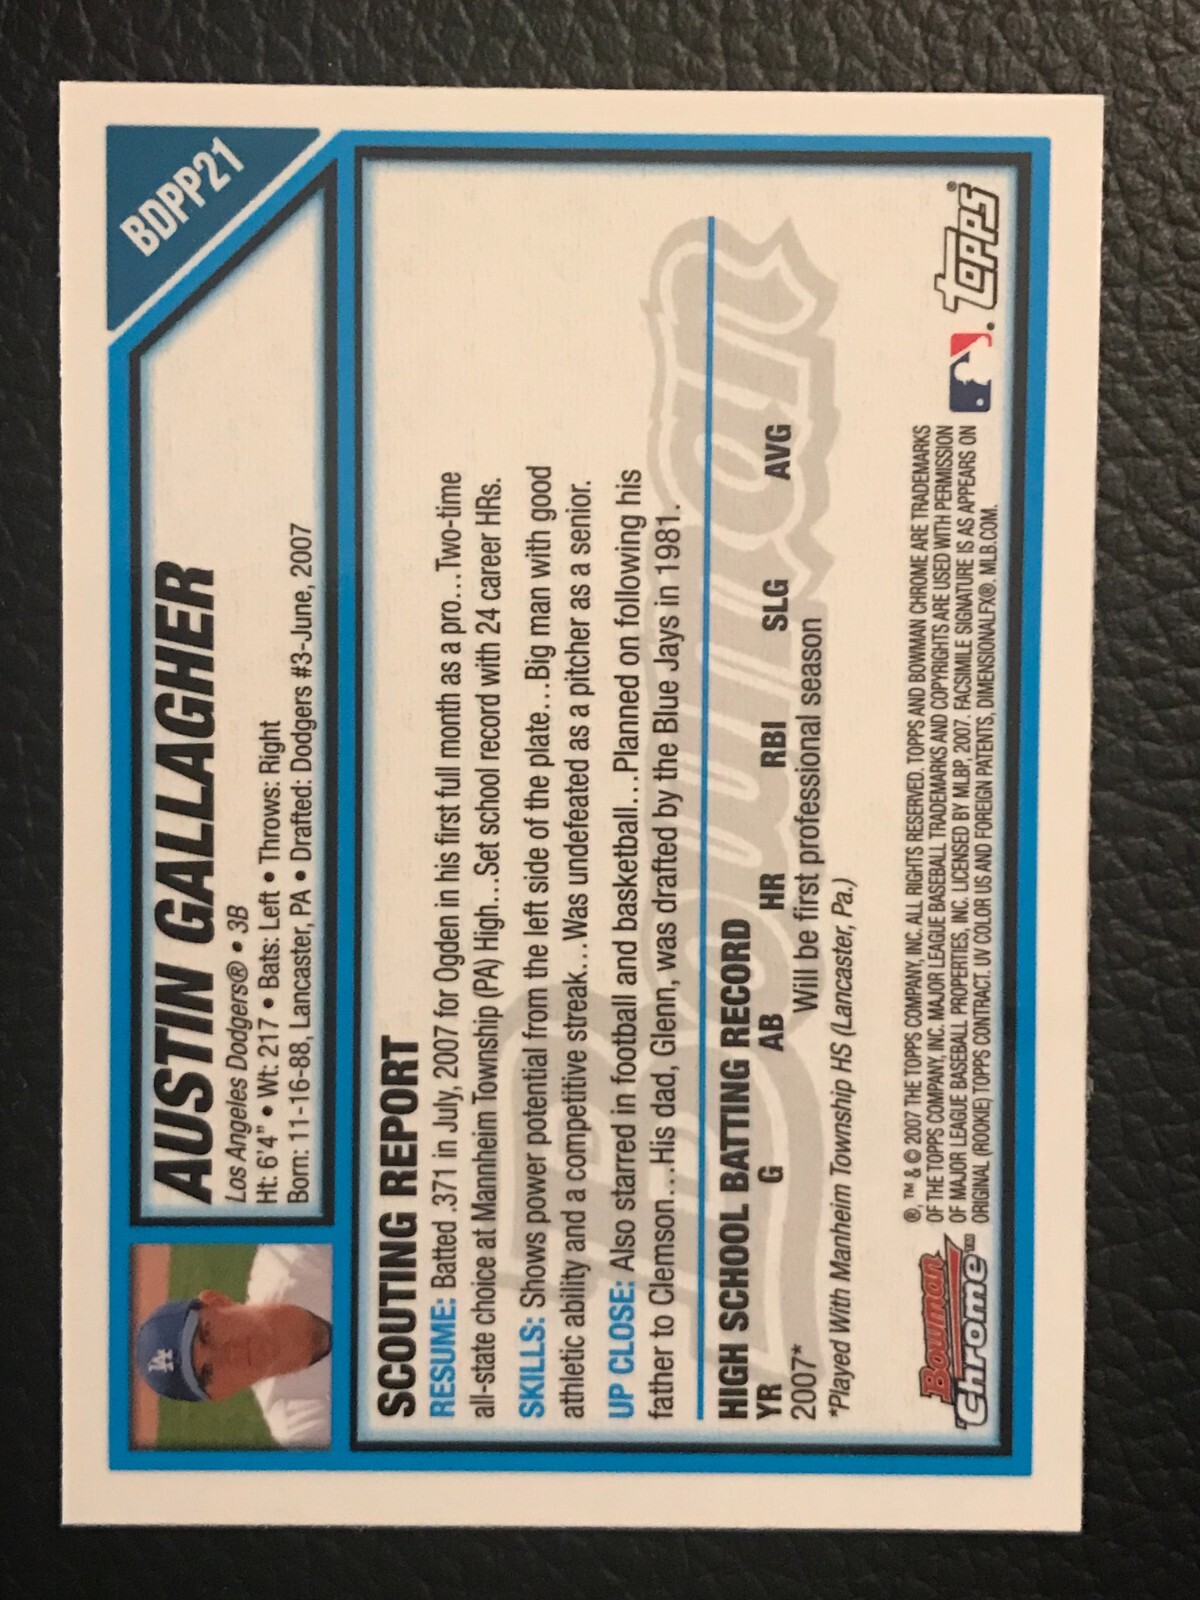 BDPP21
AUSTIN GALLAGHER
Los Angeles Dodgers® • 3B
Ht: 6'4" • Wt: 217 • Bats: Left • Throws: Right
Born: 11-16-88, Lancaster, PA • Drafted: Dodgers #3-June, 2007
LA
SCOUTING REPORT
RESUME: Batted .371 in July, 2007 for Ogden in his first full month as a pro…Two-time
all-state choice at Mannheim Township (PA) High…Set school record with 24 career HRs.
SKILLS: Shows power potential from the left side of the plate…Big man with good
athletic ability and a competitive streak…Was undefeated as a pitcher as a senior.
UP CLOSE: Also starred in football and basketball…Planned on following his
father to Clemson…His dad, Glenn, was drafted by the Blue Jays in 1981.
Bowman
HIGH SCHOOL BATTING RECORD
YR G AB HR RBI SLG AVG
2007* Will be first professional season
*Played With Manheim Township HS (Lancaster, Pa.)
Bowman
Chrome™
®, ™ & © 2007 THE TOPPS COMPANY, INC. ALL RIGHTS RESERVED. TOPPS AND BOWMAN CHROME ARE TRADEMARKS
OF THE TOPPS COMPANY, INC. MAJOR LEAGUE BASEBALL TRADEMARKS AND COPYRIGHTS ARE USED WITH PERMISSION
OF MAJOR LEAGUE BASEBALL PROPERTIES, INC. LICENSED BY MLBP, 2007. FACSIMILE SIGNATURE IS AS APPEARS ON
ORIGINAL (ROOKIE) TOPPS CONTRACT. UV COLOR US AND FOREIGN PATENTS, DIMENSIONALFX®. MLB.COM.
TOPPS®